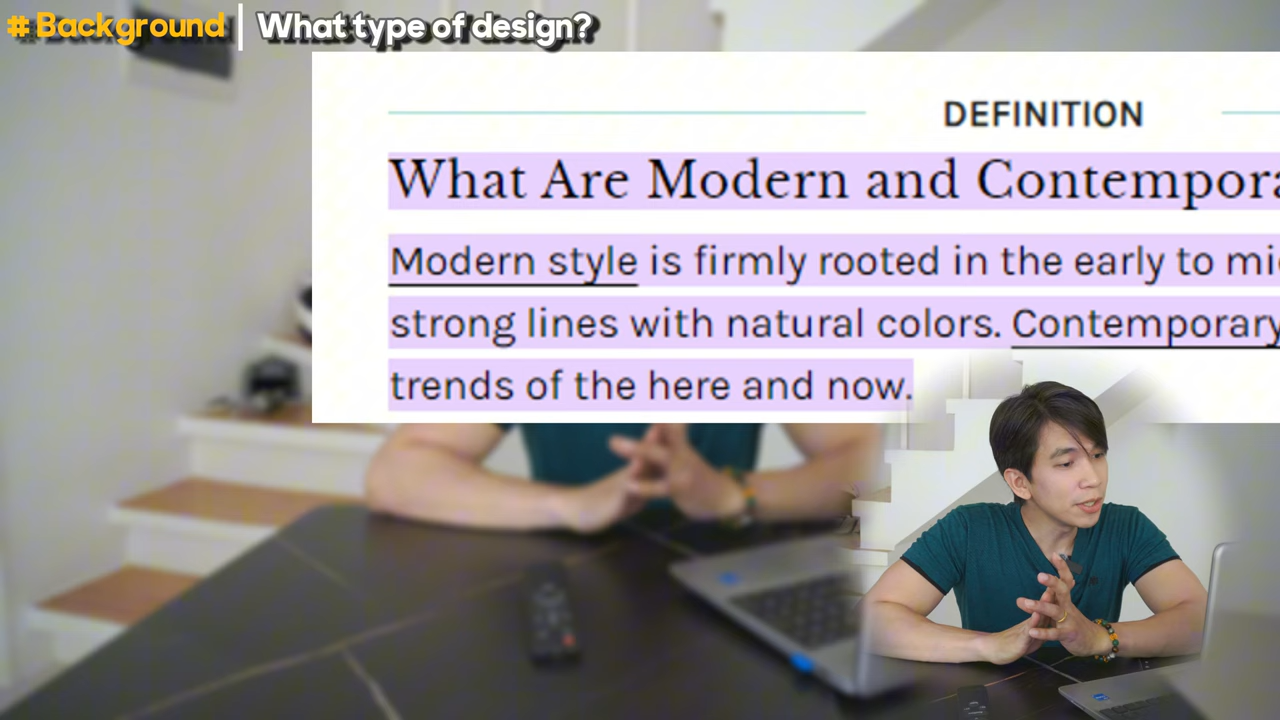 # Background | What type of design?
DEFINITION
What Are Modern and Contempora
Modern style is firmly rooted in the early to mi
strong lines with natural colors. Contemporary
trends of the here and now.